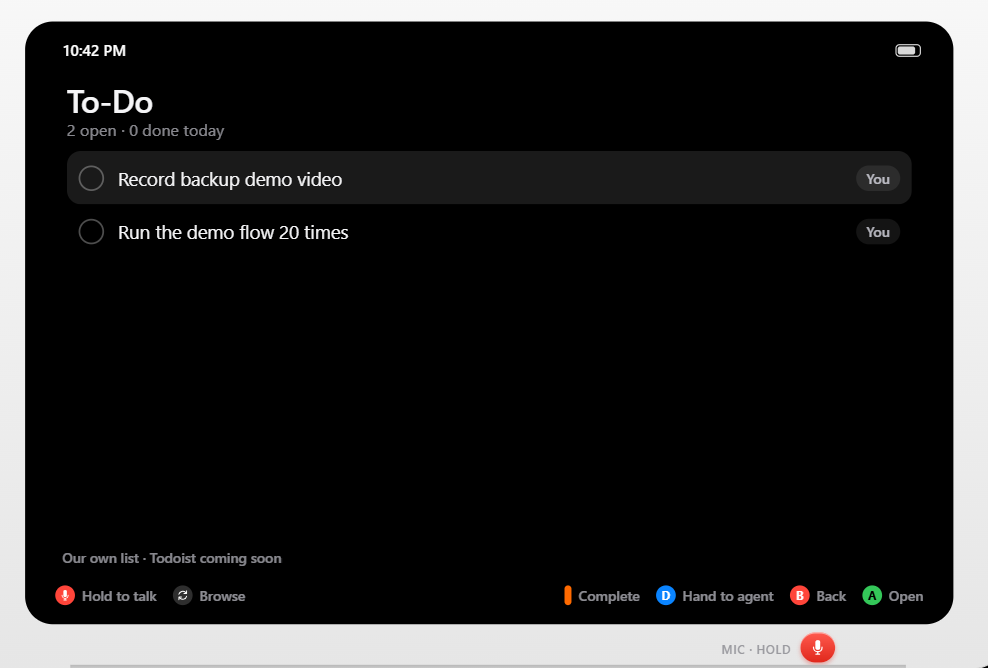 10:42 PM
To-Do
2 open · 0 done today
Record backup demo video You
Run the demo flow 20 times You
Our own list · Todoist coming soon
Hold to talk Browse Complete D Hand to agent B Back A Open
MIC · HOLD